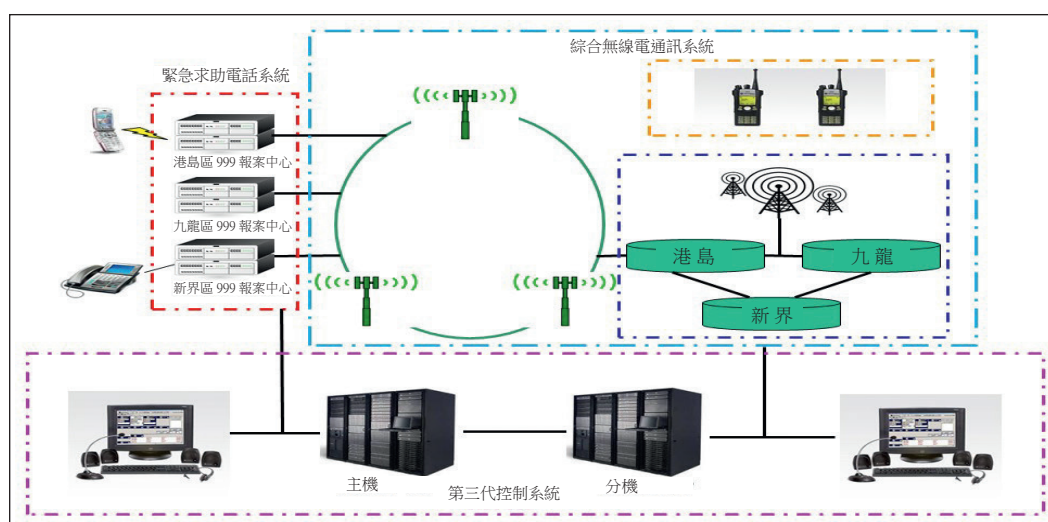 綜合無線電通訊系統
緊急求助電話系統
港島區 999 報案中心
九龍區 999 報案中心
新界區 999 報案中心
港島
九龍
新界
主機
第三代控制系統
分機